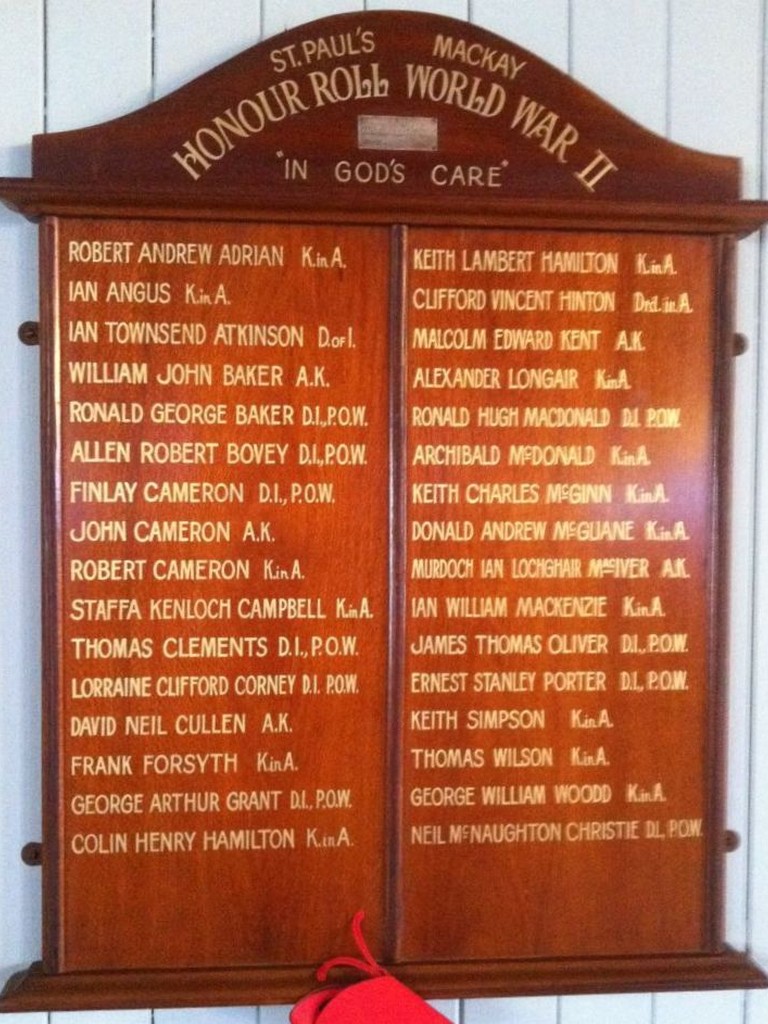 ST. PAUL'S MACKAY
HONOUR ROLL WORLD WAR II
"IN GOD'S CARE"
ROBERT ANDREW ADRIAN K.in A.
IAN ANGUS K.in A.
IAN TOWNSEND ATKINSON D.of I.
WILLIAM JOHN BAKER A.K.
RONALD GEORGE BAKER D.I.,P.O.W.
ALLEN ROBERT BOVEY D.I.,P.O.W.
FINLAY CAMERON D.I., P.O.W.
JOHN CAMERON A.K.
ROBERT CAMERON K.in A.
STAFFA KENLOCH CAMPBELL K.in A.
THOMAS CLEMENTS D.I., P.O.W.
LORRAINE CLIFFORD CORNEY D.I. P.O.W.
DAVID NEIL CULLEN A.K.
FRANK FORSYTH K.in A.
GEORGE ARTHUR GRANT D.I., P.O.W.
COLIN HENRY HAMILTON K.in A.
KEITH LAMBERT HAMILTON K.in A.
CLIFFORD VINCENT HINTON Drd. in A.
MALCOLM EDWARD KENT A.K.
ALEXANDER LONGAIR K.in A.
RONALD HUGH MACDONALD D.I. P.O.W.
ARCHIBALD McDONALD K.in A.
KEITH CHARLES McGINN K.in A.
DONALD ANDREW McGUANE K.in A.
MURDOCH IAN LOCHGHAIR MacIVER A.K.
IAN WILLIAM MACKENZIE K.in A.
JAMES THOMAS OLIVER D.I., P.O.W.
ERNEST STANLEY PORTER D.I., P.O.W.
KEITH SIMPSON K.in A.
THOMAS WILSON K.in A.
GEORGE WILLIAM WOODD K.in A.
NEIL McNAUGHTON CHRISTIE D.I., P.O.W.